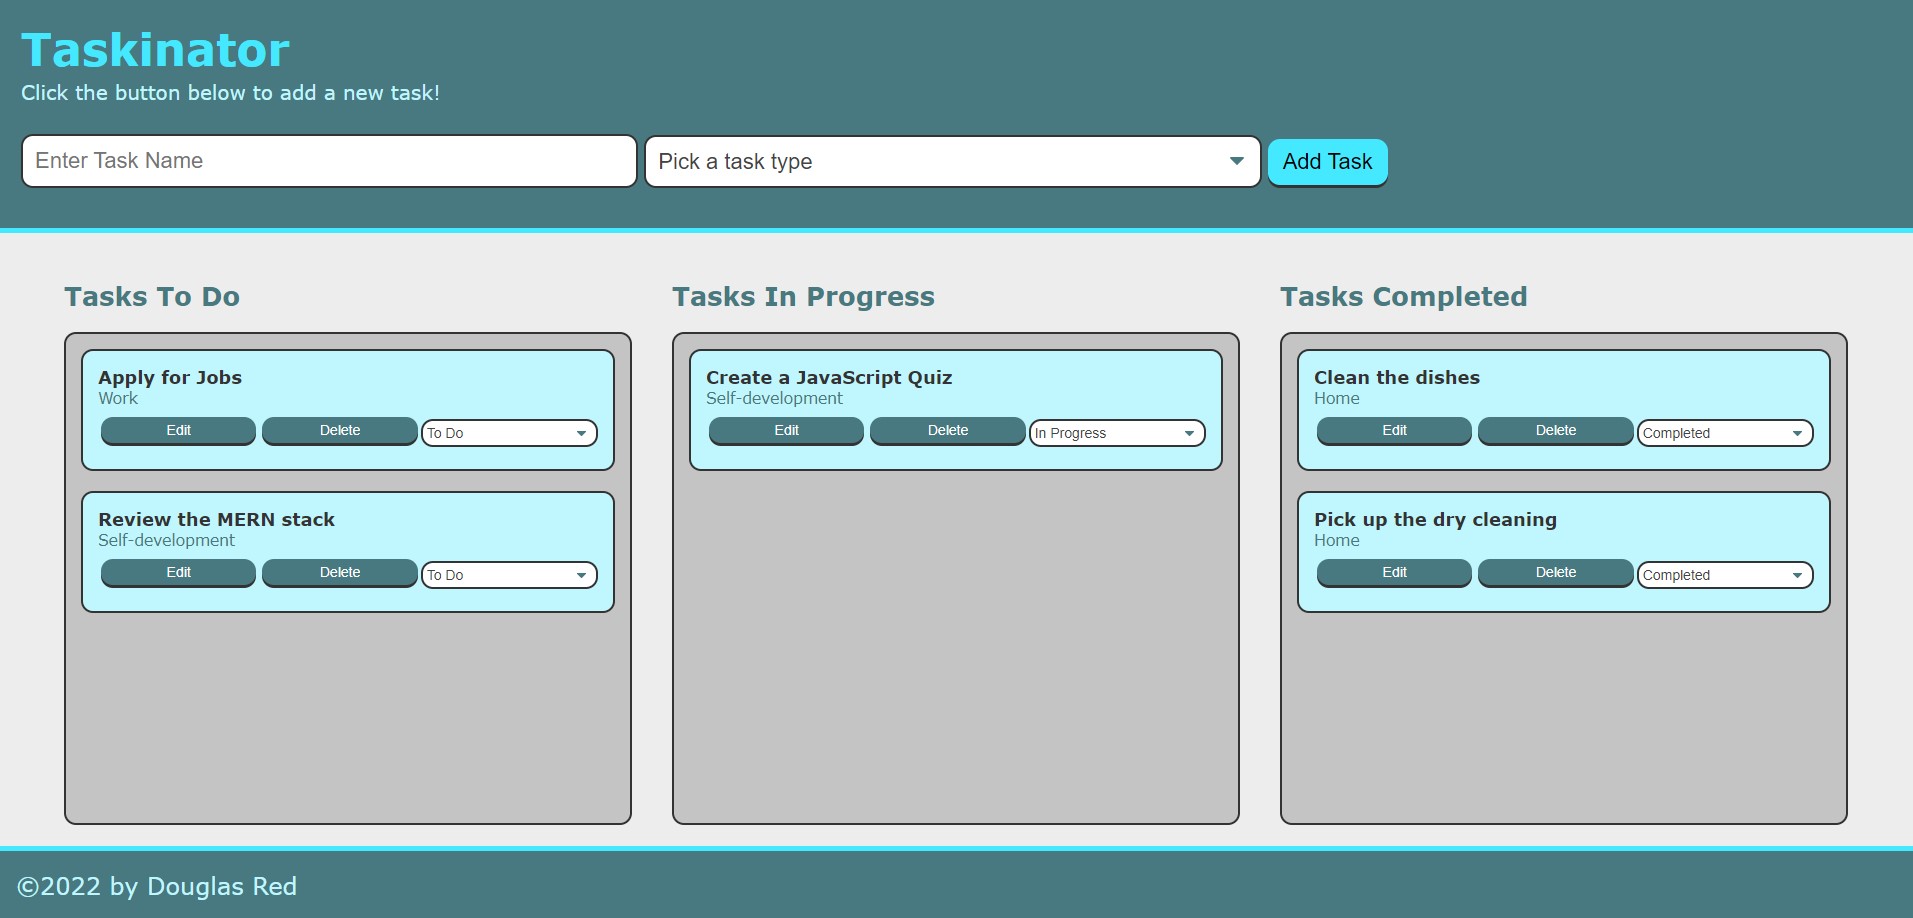 Taskinator
Click the button below to add a new task!
Enter Task Name
Pick a task type
Add Task
Tasks To Do
Apply for Jobs
Work
Edit
Delete
To Do
Review the MERN stack
Self-development
Edit
Delete
To Do
Tasks In Progress
Create a JavaScript Quiz
Self-development
Edit
Delete
In Progress
Tasks Completed
Clean the dishes
Home
Edit
Delete
Completed
Pick up the dry cleaning
Home
Edit
Delete
Completed
©2022 by Douglas Red